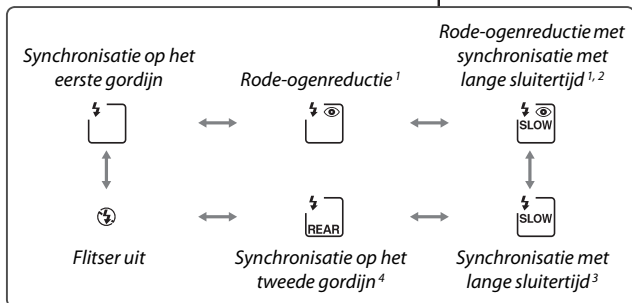 Synchronisatie op het
eerste gordijn
Rode-ogenreductie 1
Rode-ogenreductie met
synchronisatie met
lange sluitertijd 1, 2
SLOW
REAR
SLOW
Flitser uit
Synchronisatie op het
tweede gordijn 4
Synchronisatie met
lange sluitertijd 3